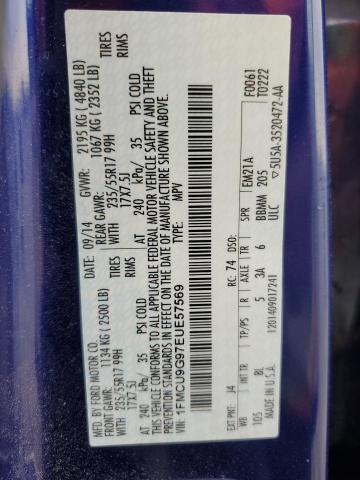 MFD. BY FORD MOTOR CO.
DATE: 09/14 GVWR: 2195 KG (4840 LB)
FRONT GAWR: 1134 KG (2500 LB) REAR GAWR: 1067 KG (2352 LB)
WITH 235/55R17 99H TIRES WITH 235/55R17 99H TIRES
17X7.5J RIMS 17X7.5J RIMS
AT 240 kPa/ 35 PSI COLD AT 240 kPa/ 35 PSI COLD
THIS VEHICLE CONFORMS TO ALL APPLICABLE FEDERAL MOTOR VEHICLE SAFETY AND THEFT
PREVENTION STANDARDS IN EFFECT ON THE DATE OF MANUFACTURE SHOWN ABOVE.
VIN: 1FMCU9G97EUE57569 TYPE: MPV
F0061
T0222
EXT PNT: J4 RC: 74 DSO:
WB BRK INT TR TP/PS R AXLE TR SPR EM21A
105 BL 5 3A 6 BBMM 205
ULC ▽5U5A-3520472-AA
MADE IN U.S.A. 1201409017241